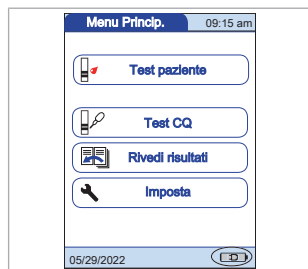 Menu Princip. 09:15 am
Test paziente
Test CQ
Rivedi risultati
Imposta
05/29/2022